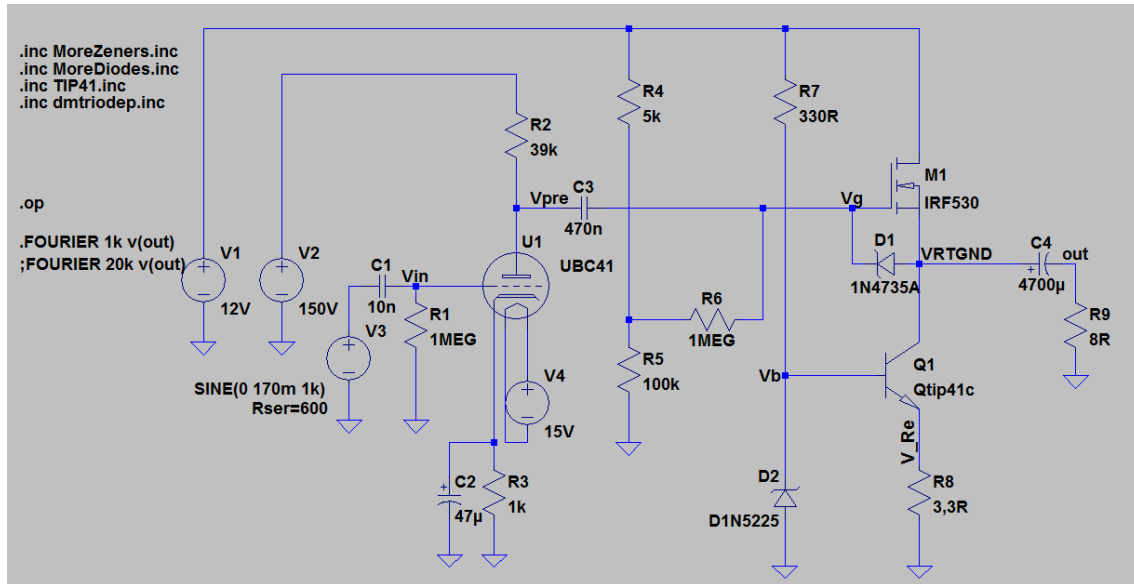 .inc MoreZeners.inc
.inc MoreDiodes.inc
.inc TIP41.inc
.inc dmtriodep.inc
.op
.FOURIER 1k v(out)
;FOURIER 20k v(out)
V1
12V
V2
150V
V3
SINE(0 170m 1k)
Rser=600
C1
10n
Vin
R1
1MEG
R2
39k
Vpre
U1
UBC41
C2
47µ
R3
1k
V4
15V
C3
470n
R4
5k
R5
100k
R6
1MEG
R7
330R
Vb
D2
D1N5225
Vg
M1
IRF530
D1
1N4735A
VRTGND
Q1
Qtip41c
V_Re
R8
3,3R
C4
4700µ
out
R9
8R
+
+
+
+
+
+
+
-
-
-
-